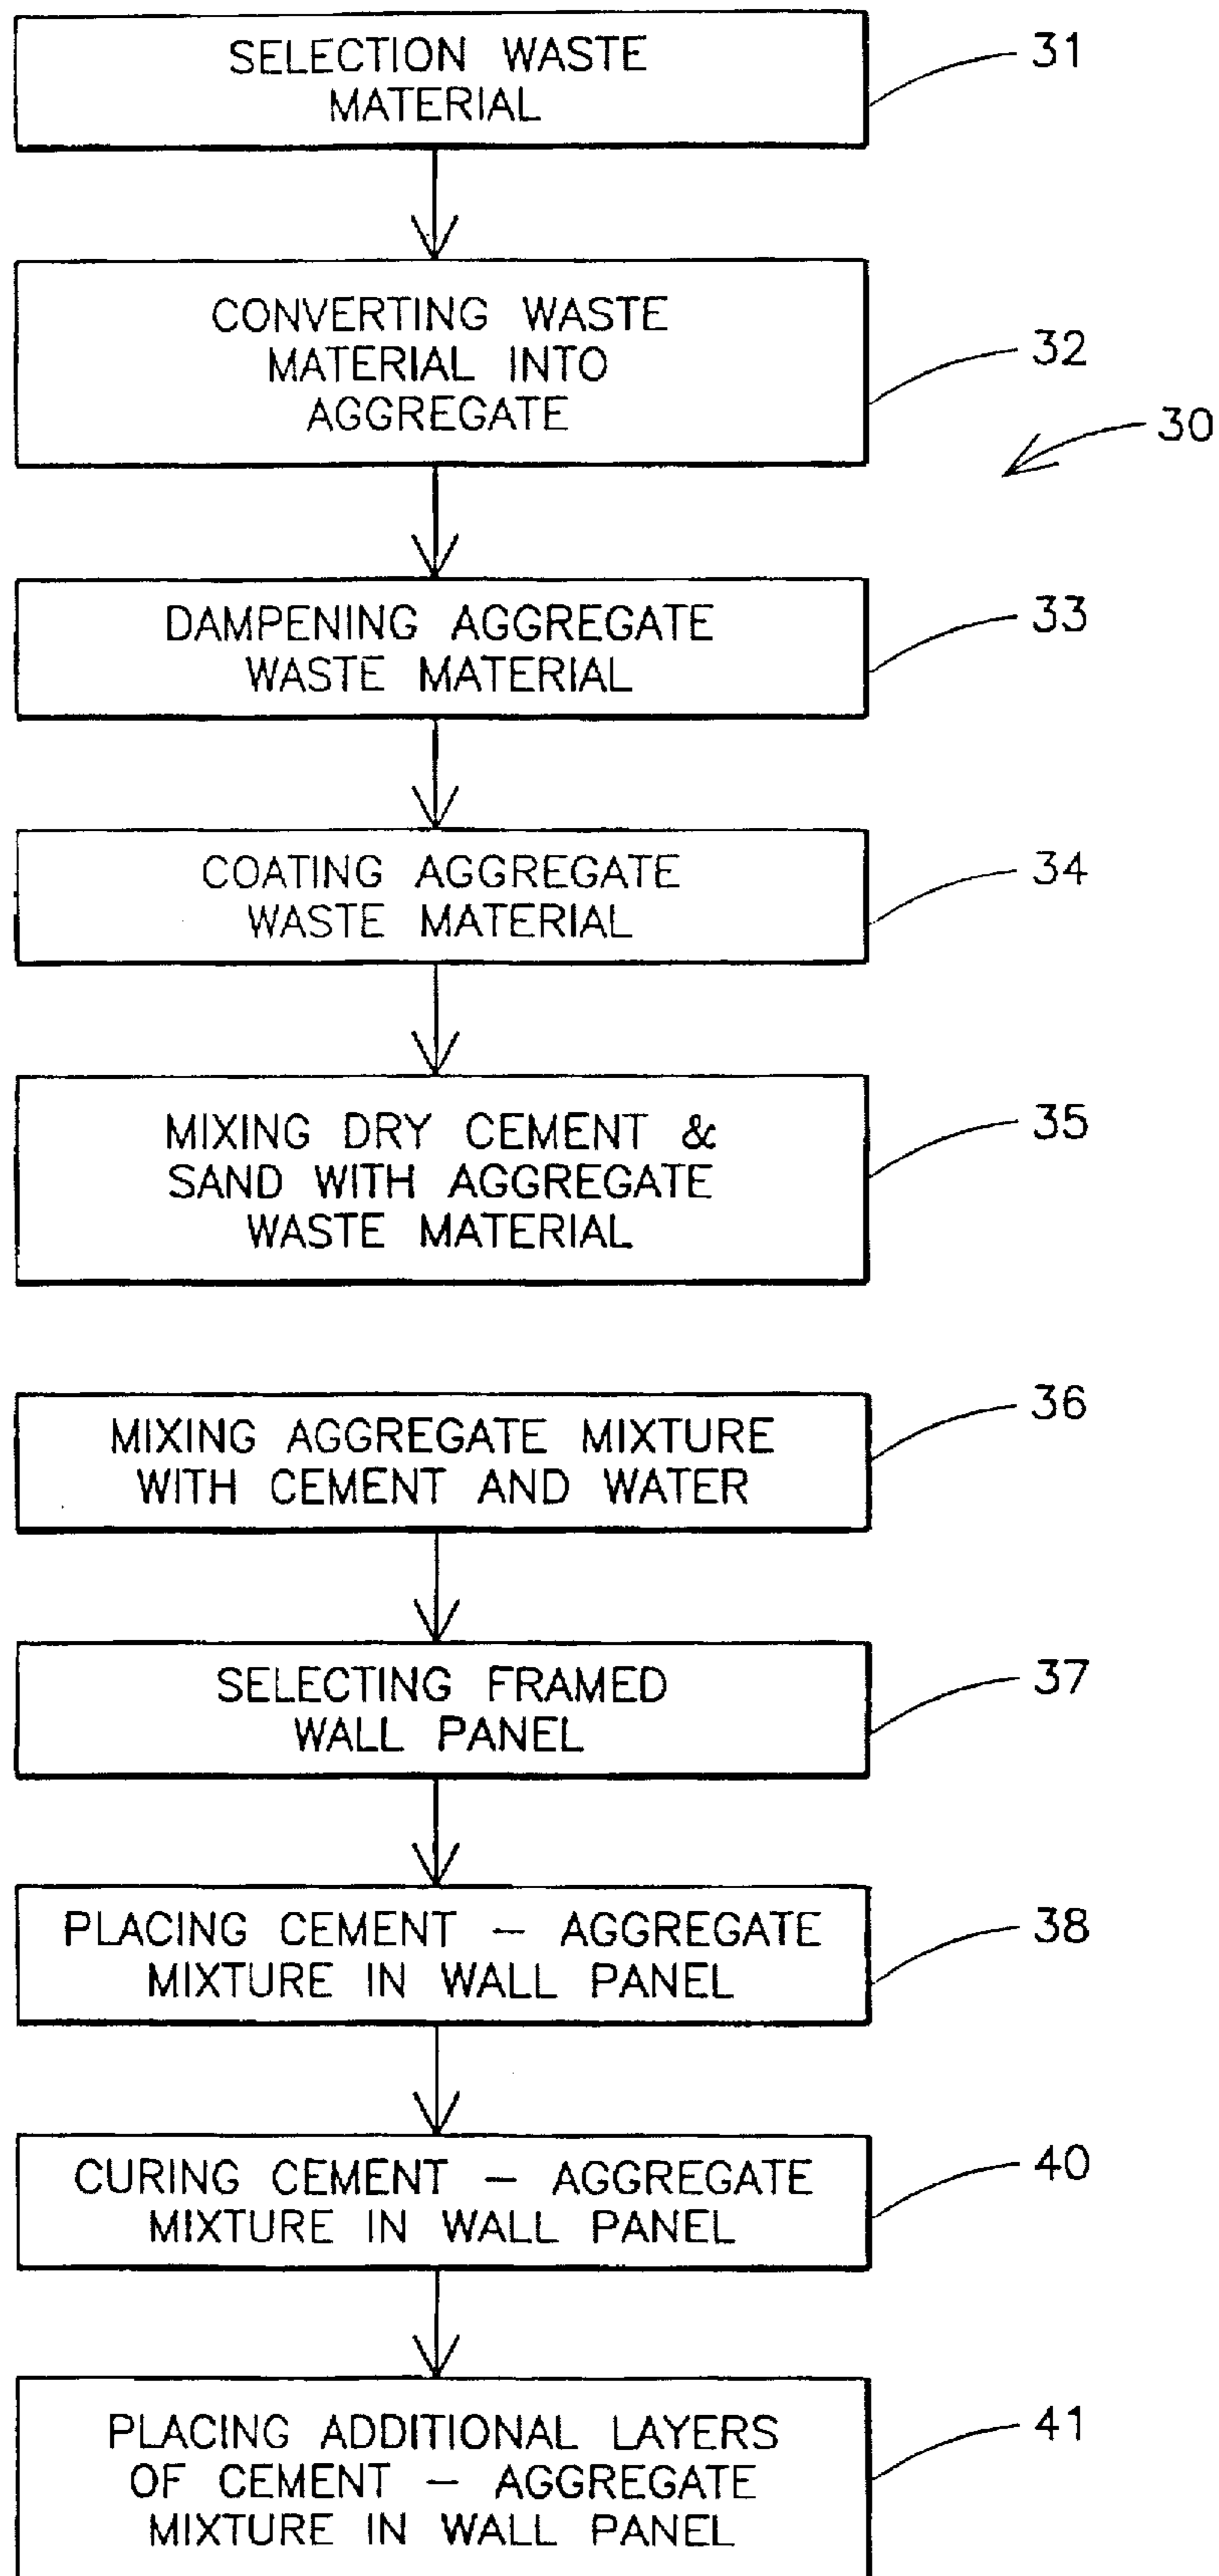 SELECTION WASTE
MATERIAL
31
CONVERTING WASTE
MATERIAL INTO
AGGREGATE
32
30
DAMPENING AGGREGATE
WASTE MATERIAL
33
COATING AGGREGATE
WASTE MATERIAL
34
MIXING DRY CEMENT &
SAND WITH AGGREGATE
WASTE MATERIAL
35
MIXING AGGREGATE MIXTURE
WITH CEMENT AND WATER
36
SELECTING FRAMED
WALL PANEL
37
PLACING CEMENT – AGGREGATE
MIXTURE IN WALL PANEL
38
CURING CEMENT – AGGREGATE
MIXTURE IN WALL PANEL
40
PLACING ADDITIONAL LAYERS
OF CEMENT – AGGREGATE
MIXTURE IN WALL PANEL
41